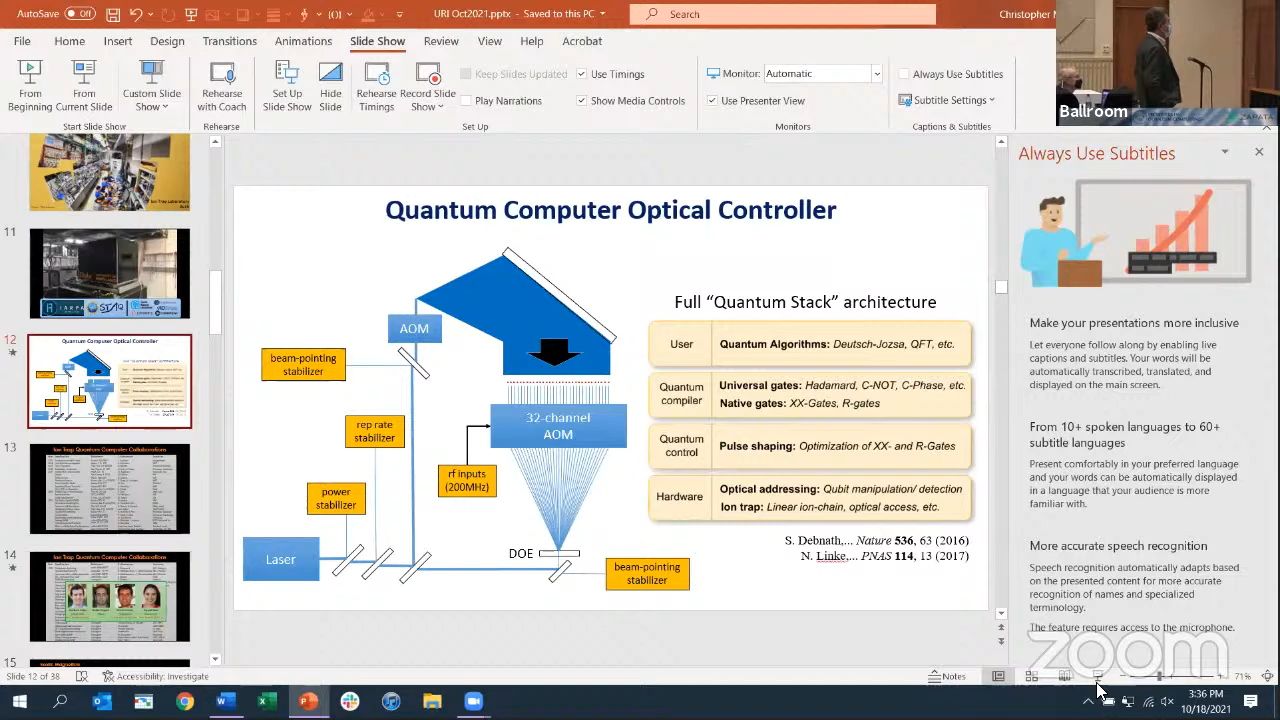 AutoSave Off
URI Oct2021.pptx - Saved to this PC
Search
Christopher M
File Home Insert Design Transitions Animations Slide Show Review View Help Acrobat
From Beginning
From Current Slide
Custom Slide Show
Rehearse with Coach
Set Up Slide Show
Hide Slide
Rehearse Timings
Record Slide Show
Keep Slides Updated
Use Timings
Play Narrations
Show Media Controls
Monitor: Automatic
Use Presenter View
Always Use Subtitles
Subtitle Settings
Start Slide Show
Rehearse
Set Up
Monitors
Captions & Subtitles
Ballroom
ZAPATA
11
12
Quantum Computer Optical Controller
Ion Trap Quantum Computer Collaborations
14
Ion Trap Quantum Computer Collaborations
15
Quantum Computer Optical Controller
AOM
beam-pointing
stabilizer
rep rate
stabilizer
power
stabilizer
Laser
32-channel
AOM
rf inputs
(200MHz)
DOE
beam-pointing
stabilizer
Full “Quantum Stack” architecture
User
Quantum Algorithms: Deutsch-Jozsa, QFT, etc.
Quantum
compiler
Universal gates: Hadamard, C-NOT, C-Phase, etc.
Native gates: XX-Gates, R-gates
Quantum
control
Pulse shaping: Optimization of XX- and R-Gates
Hardware
Optical addressing: Qubit manipulation/ detection
Ion trap: Linear ion-chain, optical access, etc.
S. Debnath,... Nature 536, 63 (2016)
N. Linke,... PNAS 114, 13 (2017)
Always Use Subtitles
Make your presentations more inclusive
Let everyone follow along by enabling live
captions and subtitles. Your words will be
automatically transcribed, translated, and
displayed on the main screen.
From 10+ spoken languages to 60+
subtitle languages
Present comfortably in your preferred language
and your words can be automatically displayed
in a language that your audience is more
familiar with.
More accurate speech recognition
Speech recognition automatically adapts based
on the presented content for more accurate
recognition of names and specialized
terminology.
The feature requires access to the microphone.
zoom
Slide 12 of 38
Accessibility: Investigate
Notes
71%
3:36 PM
10/18/2021